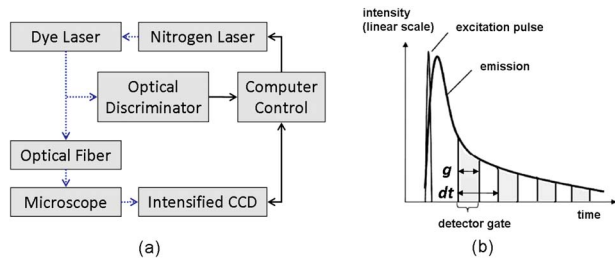 Dye Laser
Nitrogen Laser
Optical
Discriminator
Computer
Control
Optical Fiber
Microscope
Intensified CCD
(a)
intensity
(linear scale)
excitation pulse
emission
g
dt
detector gate
time
(b)